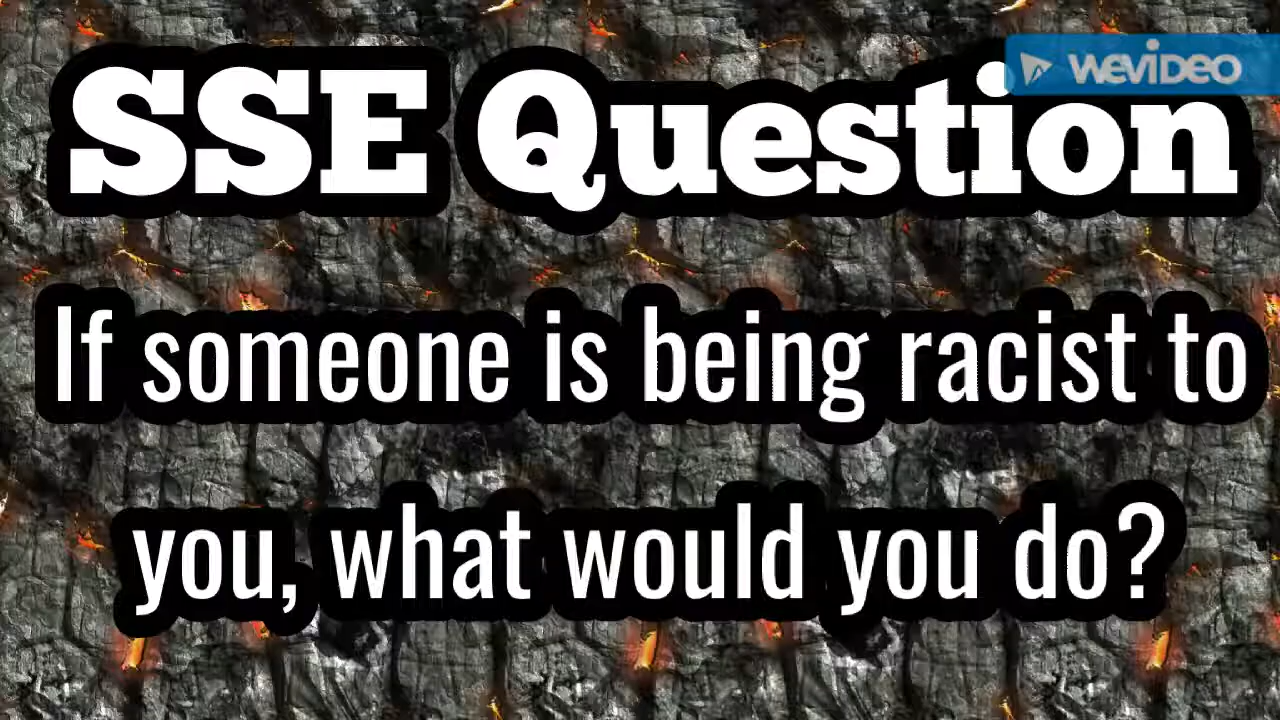 WEVIDEO
SSE Question
If someone is being racist to
you, what would you do?